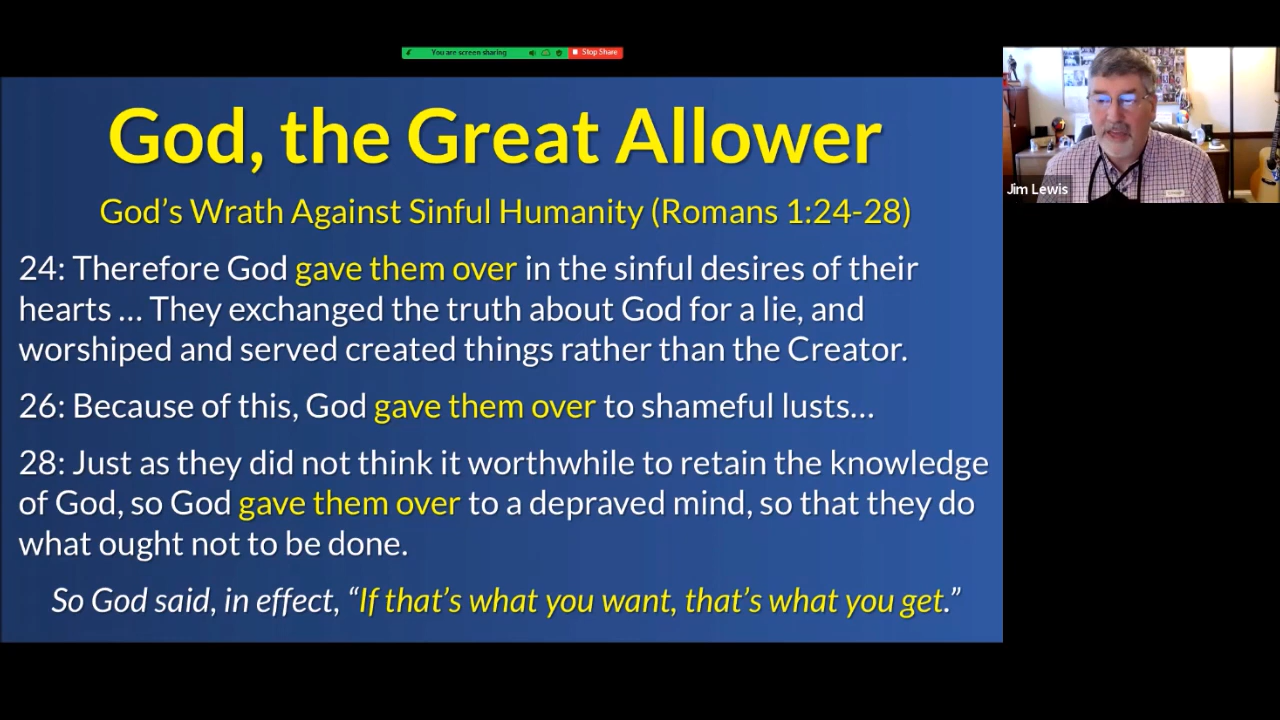 You are screen sharing
Stop Share
God, the Great Allower
God's Wrath Against Sinful Humanity (Romans 1:24-28)
24: Therefore God gave them over in the sinful desires of their
hearts ... They exchanged the truth about God for a lie, and
worshiped and served created things rather than the Creator.
26: Because of this, God gave them over to shameful lusts...
28: Just as they did not think it worthwhile to retain the knowledge
of God, so God gave them over to a depraved mind, so that they do
what ought not to be done.
So God said, in effect, “If that's what you want, that's what you get.”
Jim Lewis